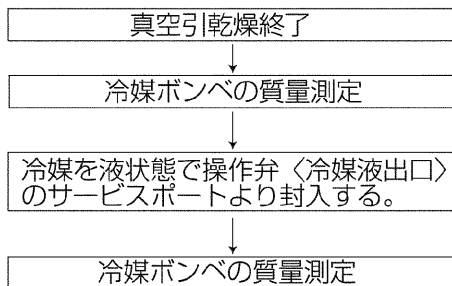 真空引乾燥終了
冷媒ボンベの質量測定
冷媒を液状態で操作弁〈冷媒液出口〉
のサービスポートより封入する。
冷媒ボンベの質量測定